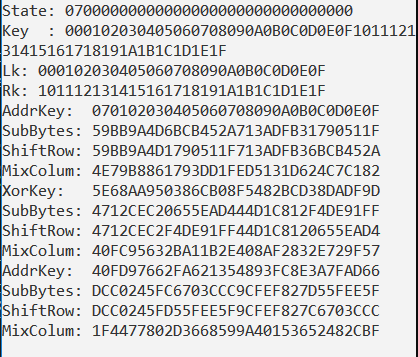 State: 07000000000000000000000000000000
Key  : 000102030405060708090A0B0C0D0E0F1011121
31415161718191A1B1C1D1E1F
Lk: 000102030405060708090A0B0C0D0E0F
Rk: 101112131415161718191A1B1C1D1E1F
AddrKey:  070102030405060708090A0B0C0D0E0F
SubBytes: 59BB9A4D6BCB452A713ADFB31790511F
ShiftRow: 59BB9A4D1790511F713ADFB36BCB452A
MixColum: 4E79B8861793DD1FED5131D624C7C182
XorKey:   5E68AA950386CB08F5482BCD38DADF9D
SubBytes: 4712CEC20655EAD444D1C812F4DE91FF
ShiftRow: 4712CEC2F4DE91FF44D1C8120655EAD4
MixColum: 40FC95632BA11B2E408AF2832E729F57
AddrKey:  40FD97662FA621354893FC8E3A7FAD66
SubBytes: DCC0245FC6703CCC9CFEF827D55FEE5F
ShiftRow: DCC0245FD55FEE5F9CFEF827C6703CCC
MixColum: 1F4477802D3668599A40153652482CBF